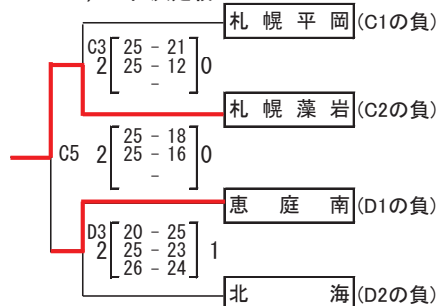 札幌平岡(C1の負)
C3
2 25 - 21 0
25 - 12
-
札幌藻岩(C2の負)
C5 2 25 - 18 0
25 - 16
-
恵庭南(D1の負)
D3
2 20 - 25 1
25 - 23
26 - 24
北海(D2の負)